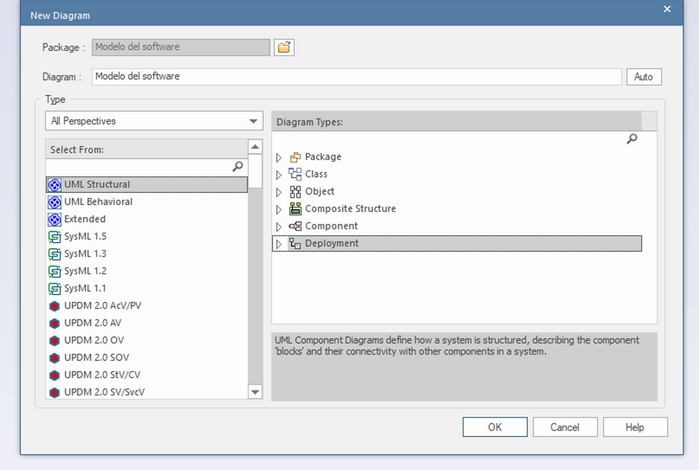 New Diagram
Package :
Modelo del software
Diagram :
Modelo del software
Auto
Type
All Perspectives
Select From:
UML Structural
UML Behavioral
Extended
SysML 1.5
SysML 1.3
SysML 1.2
SysML 1.1
UPDM 2.0 AcV/PV
UPDM 2.0 AV
UPDM 2.0 OV
UPDM 2.0 SOV
UPDM 2.0 StV/CV
UPDM 2.0 SV/SvcV
Diagram Types:
Package
Class
Object
Composite Structure
Component
Deployment
UML Component Diagrams define how a system is structured, describing the component
'blocks' and their connectivity with other components in a system.
OK
Cancel
Help